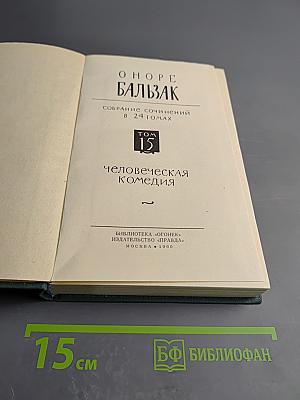 ОНОРЕ
БАЛЬЗАК
СОБРАНИЕ СОЧИНЕНИЙ
В 24 ТОМАХ
ТОМ
15
ЧЕЛОВЕЧЕСКАЯ
КОМЕДИЯ
БИБЛИОТЕКА «ОГОНЕК»
ИЗДАТЕЛЬСТВО «ПРАВДА»
МОСКВА • 1960
15 см
БФ БИБЛИОФАН